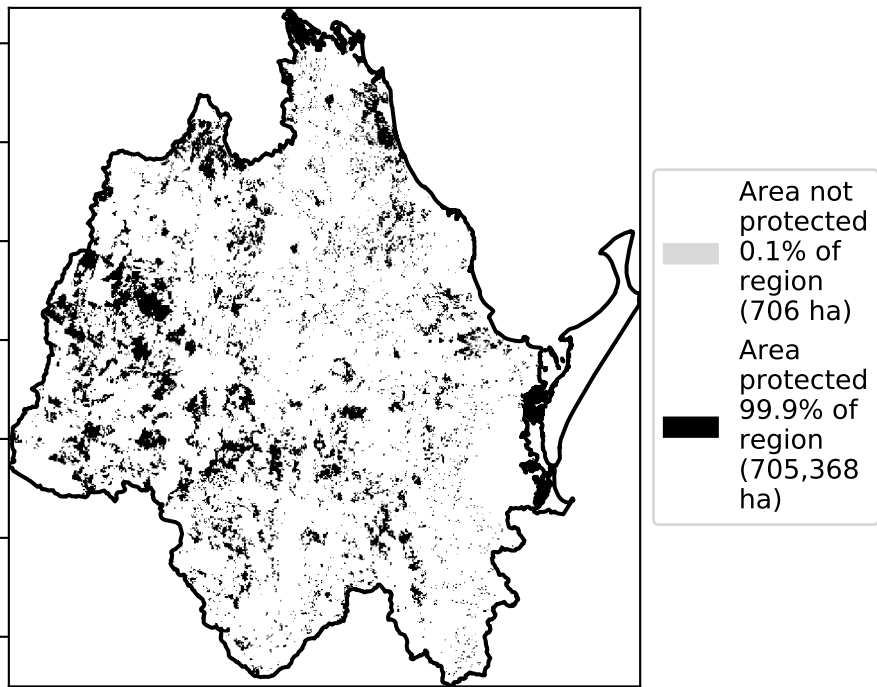 Area not
protected
0.1% of
region
(706 ha)
Area
protected
99.9% of
region
(705,368
ha)